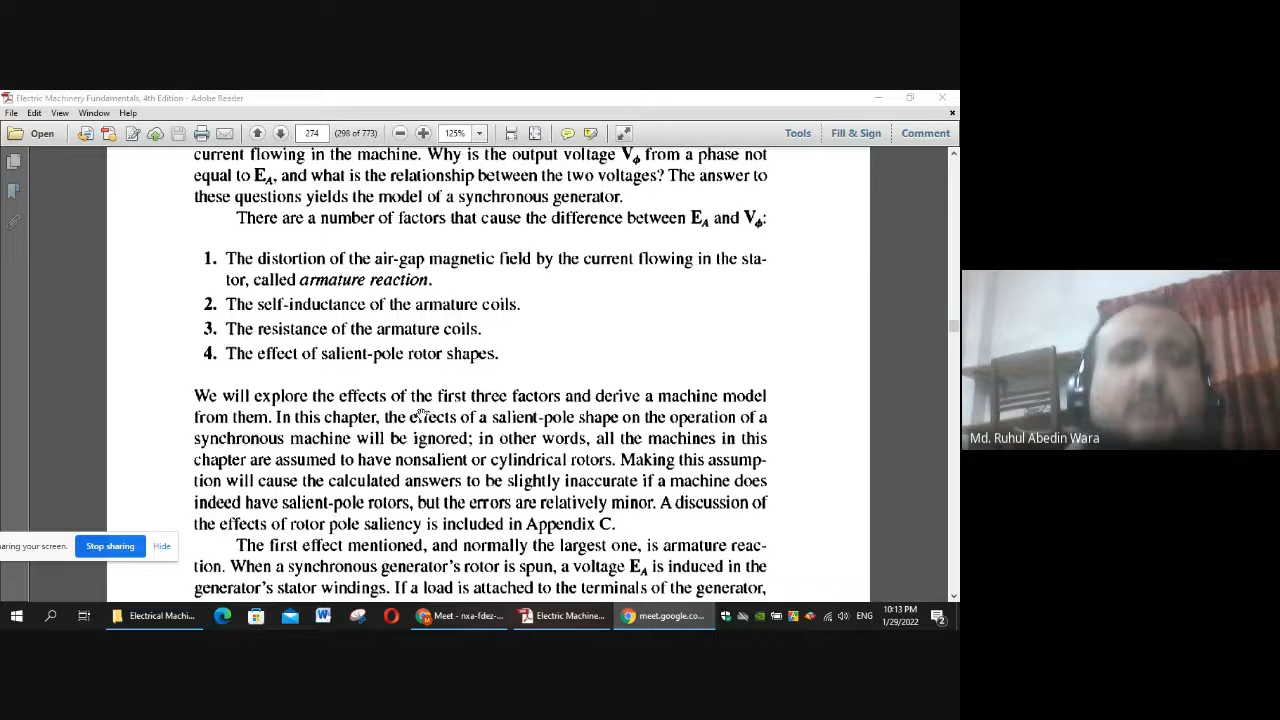 Electric Machinery Fundamentals, 4th Edition - Adobe Reader
File Edit View Window Help
Open 274 (298 of 773) 125% Tools Fill & Sign Comment
current flowing in the machine. Why is the output voltage Vϕ from a phase not
equal to EA, and what is the relationship between the two voltages? The answer to
these questions yields the model of a synchronous generator.
There are a number of factors that cause the difference between EA and Vϕ:
1. The distortion of the air-gap magnetic field by the current flowing in the sta-
tor, called armature reaction.
2. The self-inductance of the armature coils.
3. The resistance of the armature coils.
4. The effect of salient-pole rotor shapes.
We will explore the effects of the first three factors and derive a machine model
from them. In this chapter, the effects of a salient-pole shape on the operation of a
synchronous machine will be ignored; in other words, all the machines in this
chapter are assumed to have nonsalient or cylindrical rotors. Making this assump-
tion will cause the calculated answers to be slightly inaccurate if a machine does
indeed have salient-pole rotors, but the errors are relatively minor. A discussion of
the effects of rotor pole saliency is included in Appendix C.
The first effect mentioned, and normally the largest one, is armature reac-
tion. When a synchronous generator's rotor is spun, a voltage EA is induced in the
generator's stator windings. If a load is attached to the terminals of the generator,
haring your screen. Stop sharing Hide
Md. Ruhul Abedin Wara
Electrical Machi... Meet - nxa-fdez-... Electric Machine... meet.google.co... ENG 10:13 PM
1/29/2022 2